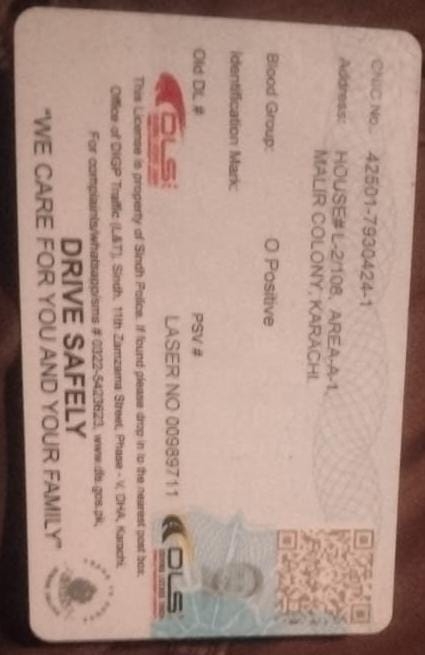 CNIC No. 42501-7930424-1
Address: HOUSE# L-2/108, AREA-A-1,
MALIR COLONY, KARACHI.
Blood Group: O Positive
Identification Mark:
Old DL # PSV #
LASER NO 00989711
DLS
DLS
This License is property of Sindh Police. If found please drop in to the nearest post box.
Office of DIGP Traffic (L&T), Sindh, 11th Zamzama Street, Phase - V, DHA, Karachi.
For complaints/whatsapp/sms # 0322-5423623, www.dls.gos.pk,
DRIVE SAFELY
"WE CARE FOR YOU AND YOUR FAMILY"